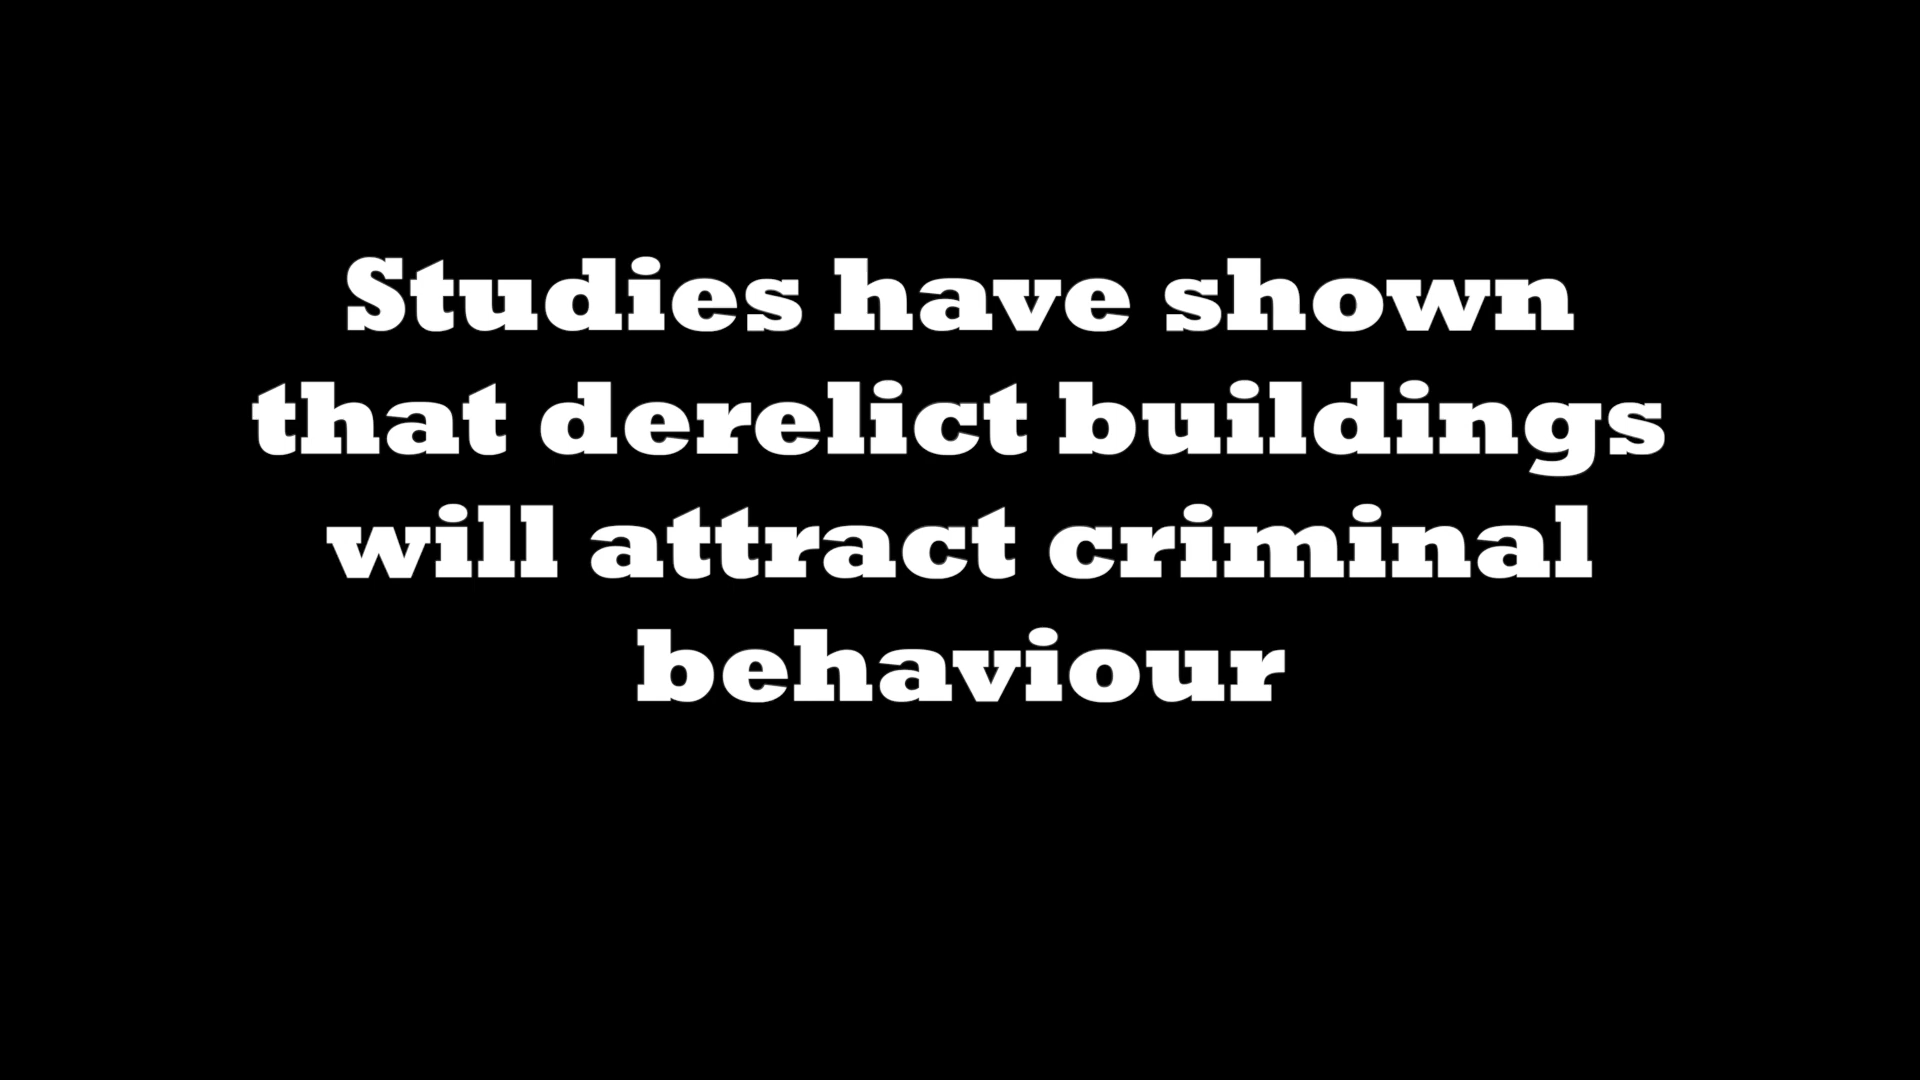 Studies have shown
that derelict buildings
will attract criminal
behaviour